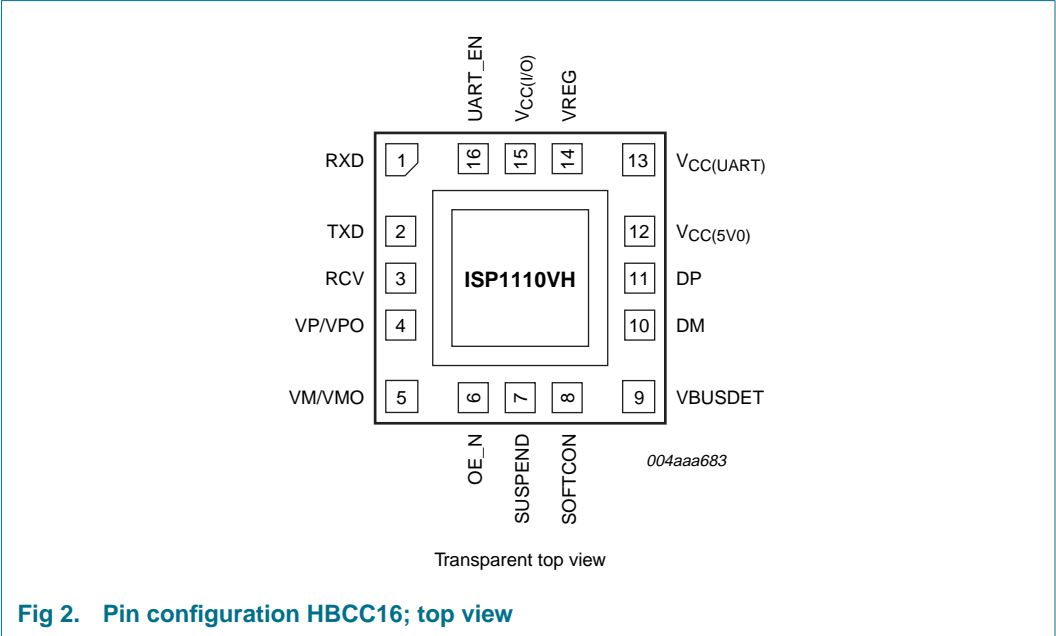 UART_EN
VCC(I/O)
VREG
16
15
14
RXD
1
13
VCC(UART)
TXD
2
12
VCC(5V0)
RCV
3
ISP1110VH
11
DP
VP/VPO
4
10
DM
VM/VMO
5
6
7
8
9
VBUSDET
OE_N
SUSPEND
SOFTCON
004aaa683
Transparent top view
Fig 2. Pin configuration HBCC16; top view